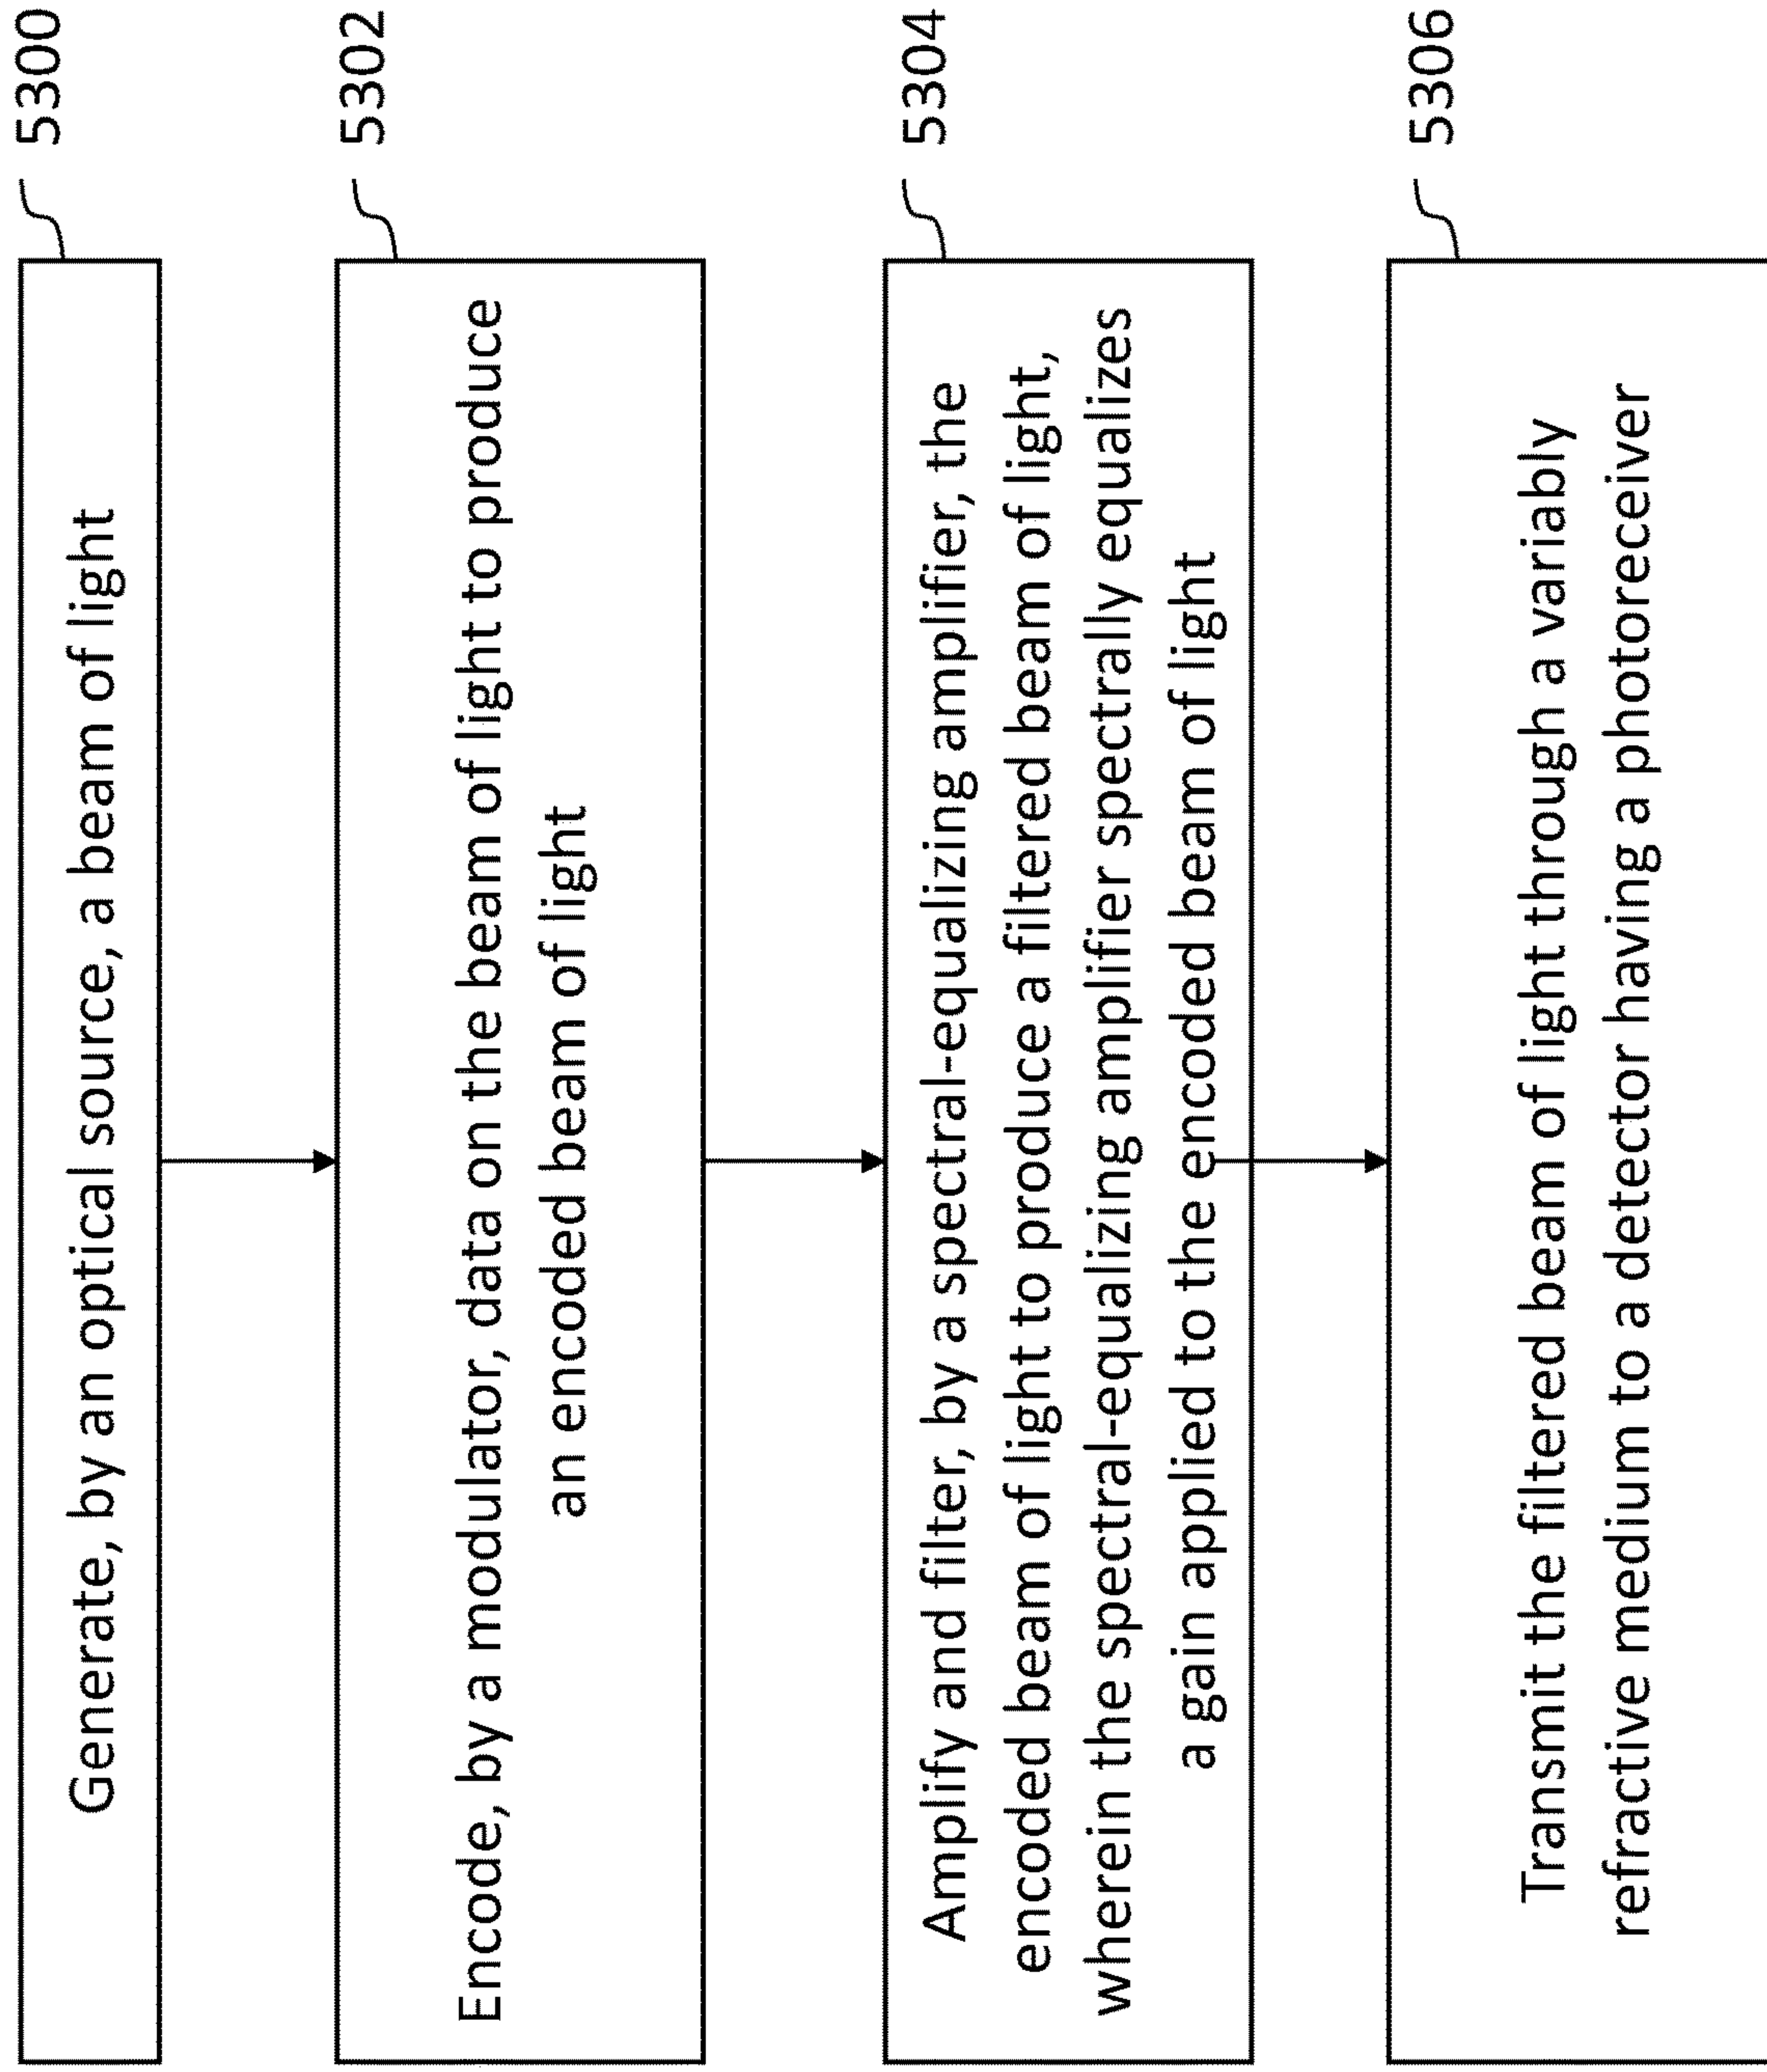 5300
Generate, by an optical source, a beam of light
5302
Encode, by a modulator, data on the beam of light to produce
an encoded beam of light
5304
Amplify and filter, by a spectral-equalizing amplifier, the
encoded beam of light to produce a filtered beam of light,
wherein the spectral-equalizing amplifier spectrally equalizes
a gain applied to the encoded beam of light
5306
Transmit the filtered beam of light through a variably
refractive medium to a detector having a photoreceiver